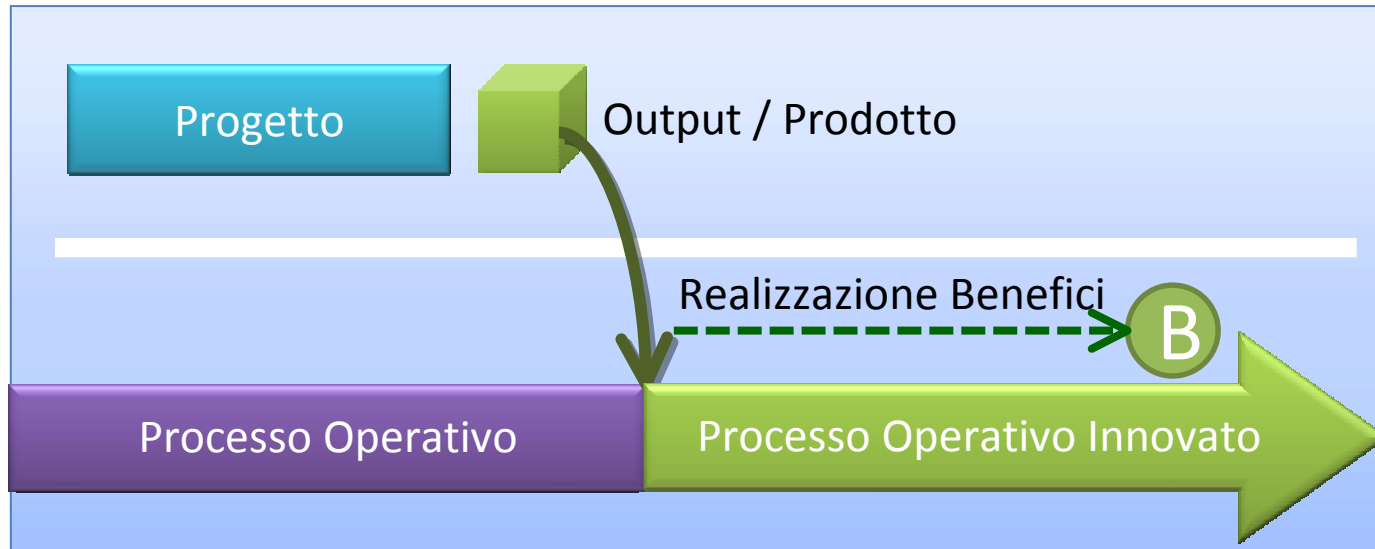 Progetto
Output / Prodotto
Realizzazione Benefici
B
Processo Operativo
Processo Operativo Innovato